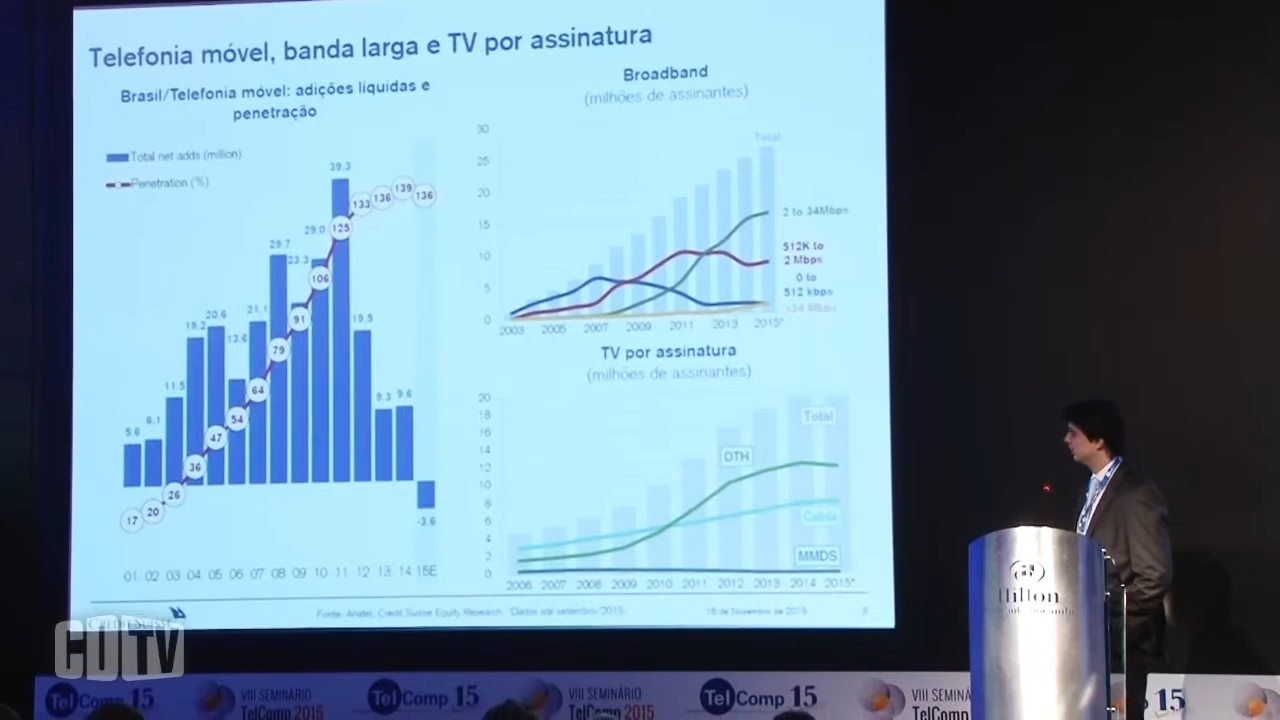 Telefonia móvel, banda larga e TV por assinatura
Brasil/Telefonia móvel: adições líquidas e
penetração
Total net adds (million)
Penetration (%)
39.3
29.7
29.0
23.3
21.1
20.6
19.2
19.5
13.6
11.5
9.3
9.6
6.1
5.6
-3.6
17
20
26
36
47
54
64
79
91
106
125
133
136
139
136
01 02 03 04 05 06 07 08 09 10 11 12 13 14 15E
Broadband
(milhões de assinantes)
30
25
20
15
10
5
0
Total
2 to 34Mbps
512K to
2 Mbps
0 to
512 kbps
>34 Mbps
2003 2005 2007 2009 2011 2013 2015*
TV por assinatura
(milhões de assinantes)
20
18
16
14
12
10
8
6
4
2
0
Total
DTH
Cable
MMDS
2006 2007 2008 2009 2010 2011 2012 2013 2014 2015*
Fonte: Anatel, Credit Suisse Equity Research *Dados até setembro/2015.
16 de Novembro de 2015
CDTV
Hilton
TelComp 15
VIII SEMINÁRIO
TelComp 2015
TelComp 15
VIII SEMINÁRIO
TelComp 2015
TelComp 15
VIII SEMINÁ
TelComp
15